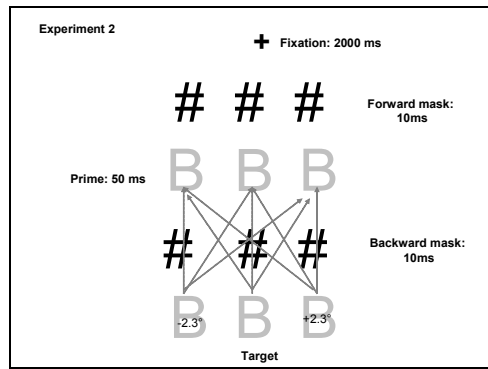 Experiment 2
+ Fixation: 2000 ms
# # #
Forward mask:
10ms
B B B
Prime: 50 ms
# # #
Backward mask:
10ms
B B B
-2.3° +2.3°
Target